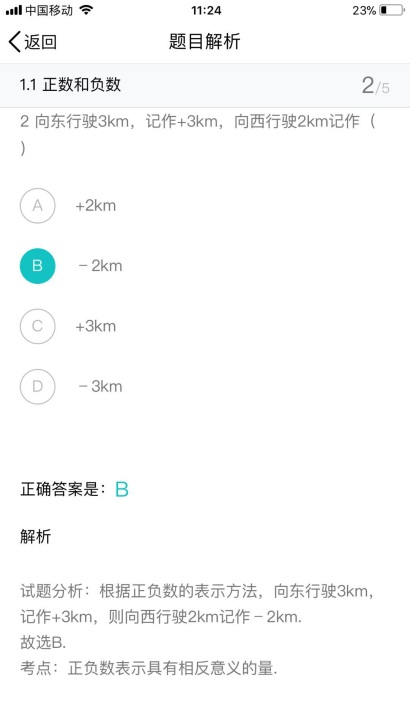 中国移动
11:24
23%
返回
题目解析
1.1 正数和负数
2/5
2 向东行驶3km，记作+3km，向西行驶2km记作（
）
A +2km
B －2km
C +3km
D －3km
正确答案是：B
解析
试题分析：根据正负数的表示方法，向东行驶3km，
记作+3km，则向西行驶2km记作－2km.
故选B.
考点：正负数表示具有相反意义的量.